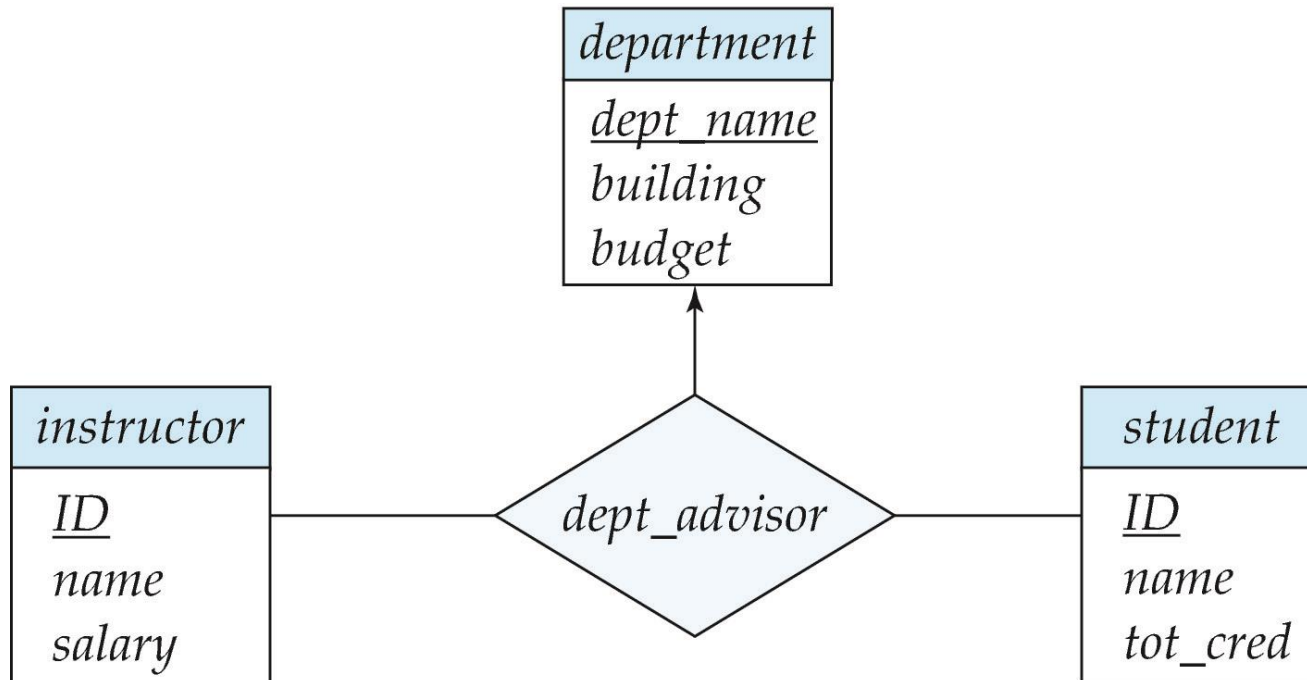 department
dept_name
building
budget
instructor
ID
name
salary
dept_advisor
student
ID
name
tot_cred